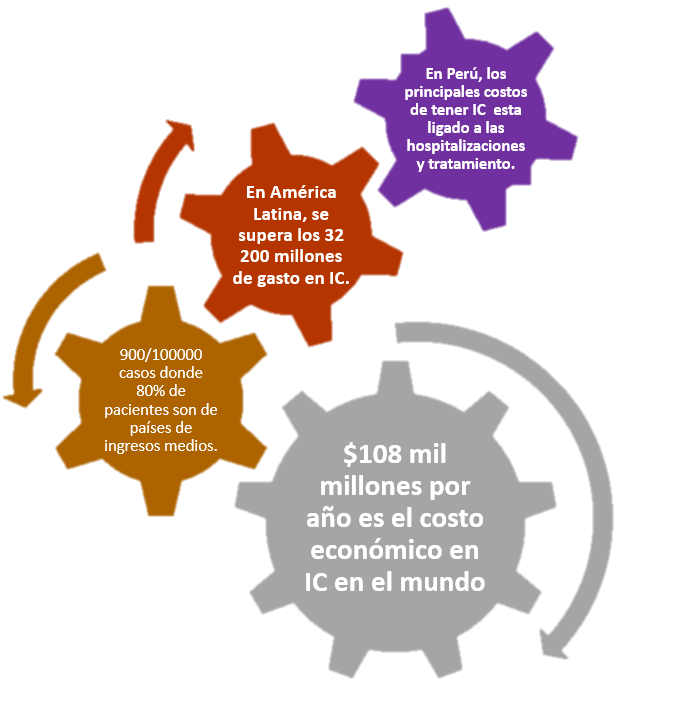 En Perú, los
principales costos
de tener IC esta
ligado a las
hospitalizaciones
y tratamiento.
En América
Latina, se
supera los 32
200 millones
de gasto en IC.
900/100000
casos donde
80% de
pacientes son de
países de
ingresos medios.
$108 mil
millones por
año es el costo
económico en
IC en el mundo